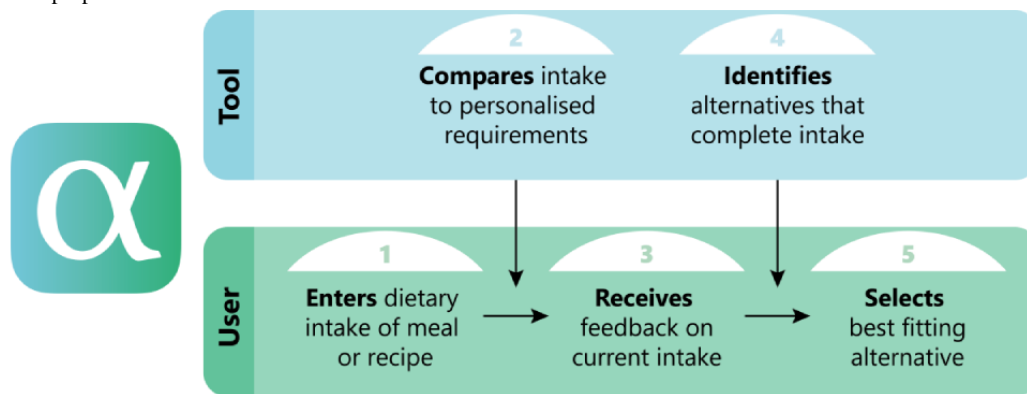 Tool
2
Compares intake
to personalised
requirements
4
Identifies
alternatives that
complete intake
α
User
1
Enters dietary
intake of meal
or recipe
3
Receives
feedback on
current intake
5
Selects
best fitting
alternative